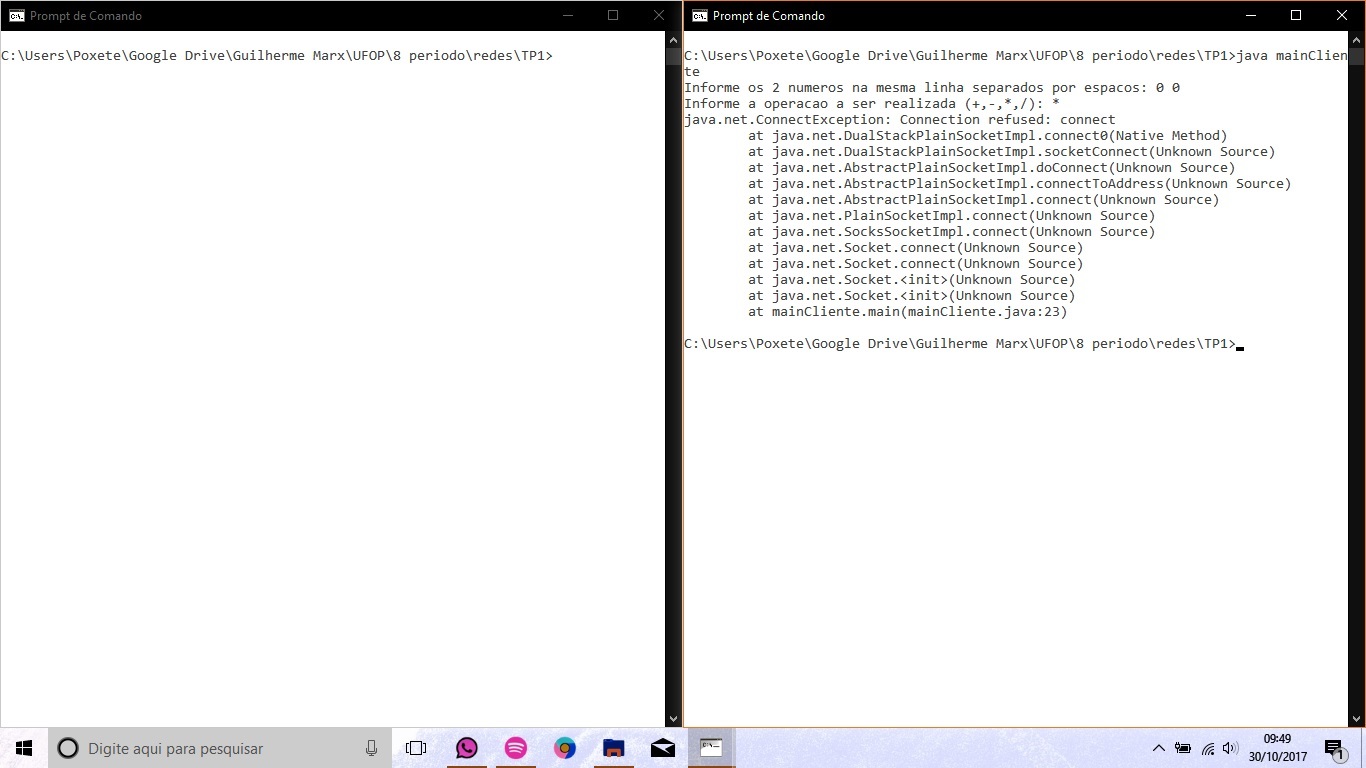 Prompt de Comando
C:\Users\Poxete\Google Drive\Guilherme Marx\UFOP\8 periodo\redes\TP1>
Prompt de Comando
C:\Users\Poxete\Google Drive\Guilherme Marx\UFOP\8 periodo\redes\TP1>java mainClien
te
Informe os 2 numeros na mesma linha separados por espacos: 0 0
Informe a operacao a ser realizada (+,-,*,/): *
java.net.ConnectException: Connection refused: connect
        at java.net.DualStackPlainSocketImpl.connect0(Native Method)
        at java.net.DualStackPlainSocketImpl.socketConnect(Unknown Source)
        at java.net.AbstractPlainSocketImpl.doConnect(Unknown Source)
        at java.net.AbstractPlainSocketImpl.connectToAddress(Unknown Source)
        at java.net.AbstractPlainSocketImpl.connect(Unknown Source)
        at java.net.PlainSocketImpl.connect(Unknown Source)
        at java.net.SocksSocketImpl.connect(Unknown Source)
        at java.net.Socket.connect(Unknown Source)
        at java.net.Socket.connect(Unknown Source)
        at java.net.Socket.<init>(Unknown Source)
        at java.net.Socket.<init>(Unknown Source)
        at mainCliente.main(mainCliente.java:23)
C:\Users\Poxete\Google Drive\Guilherme Marx\UFOP\8 periodo\redes\TP1>
Digite aqui para pesquisar
09:49
30/10/2017
1